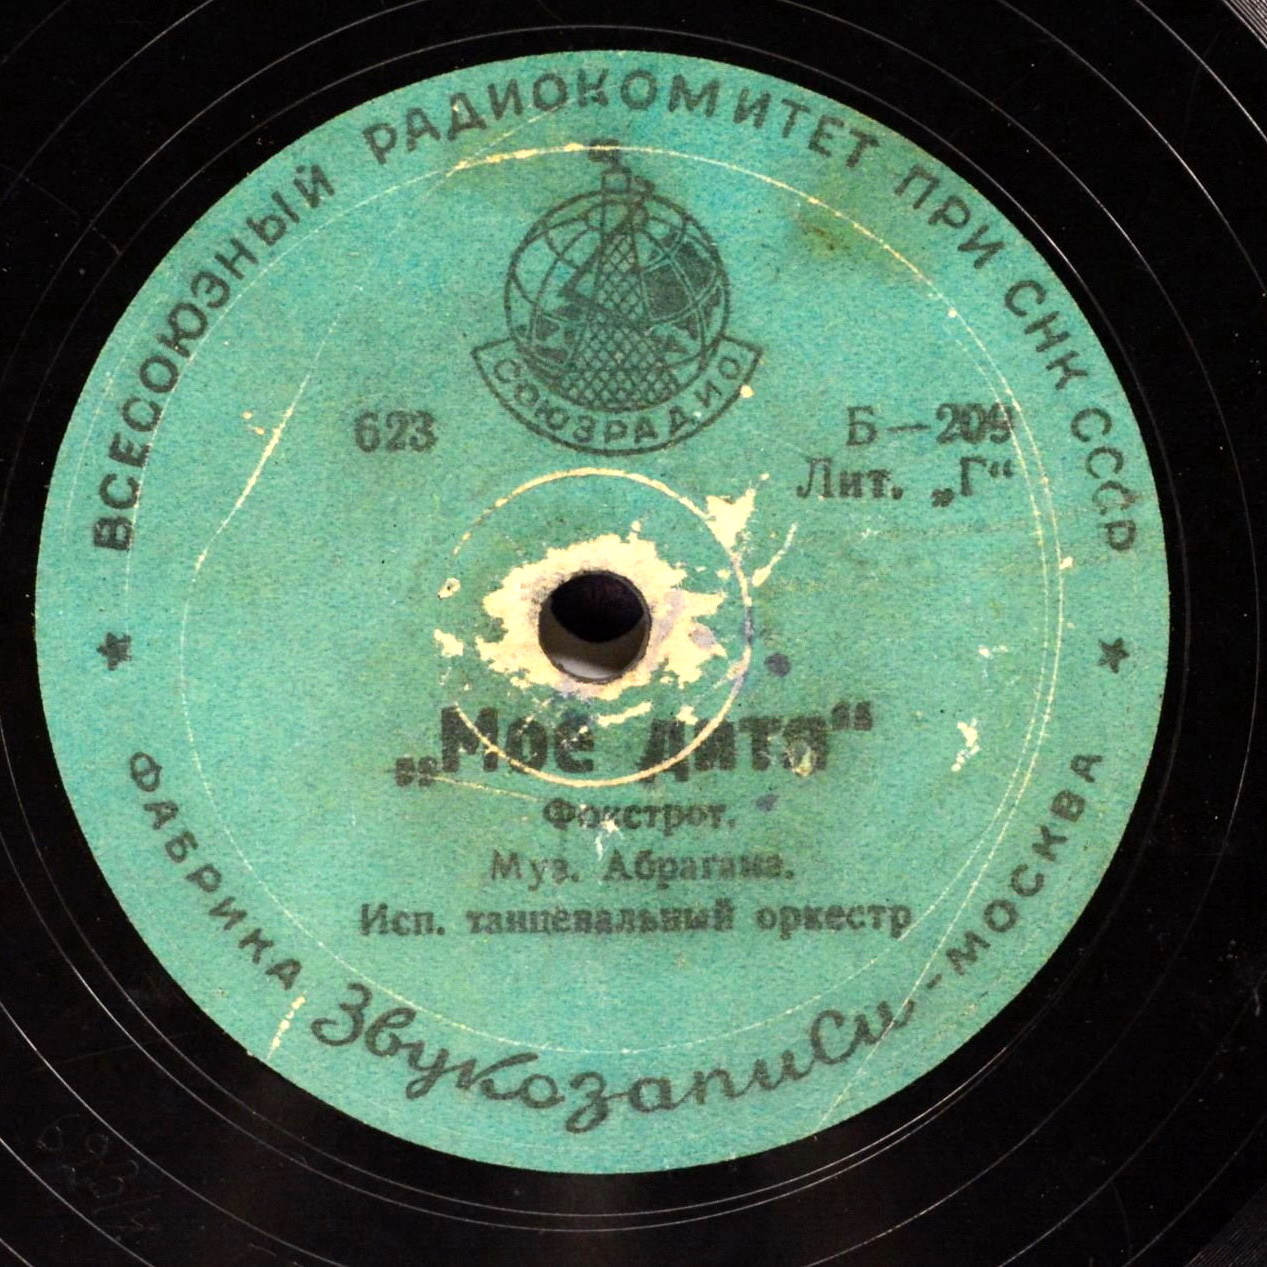 ВСЕСОЮЗНЫЙ РАДИОКОМИТЕТ ПРИ СНК СССР
СОЮЗРАДИО
623
Б—209
Лит. „Г“
„Мое дитя“
Фокстрот.
Муз. Абрагама.
Исп. танцевальный оркестр
ФАБРИКА ЗвукозапиСи-МОСКВА